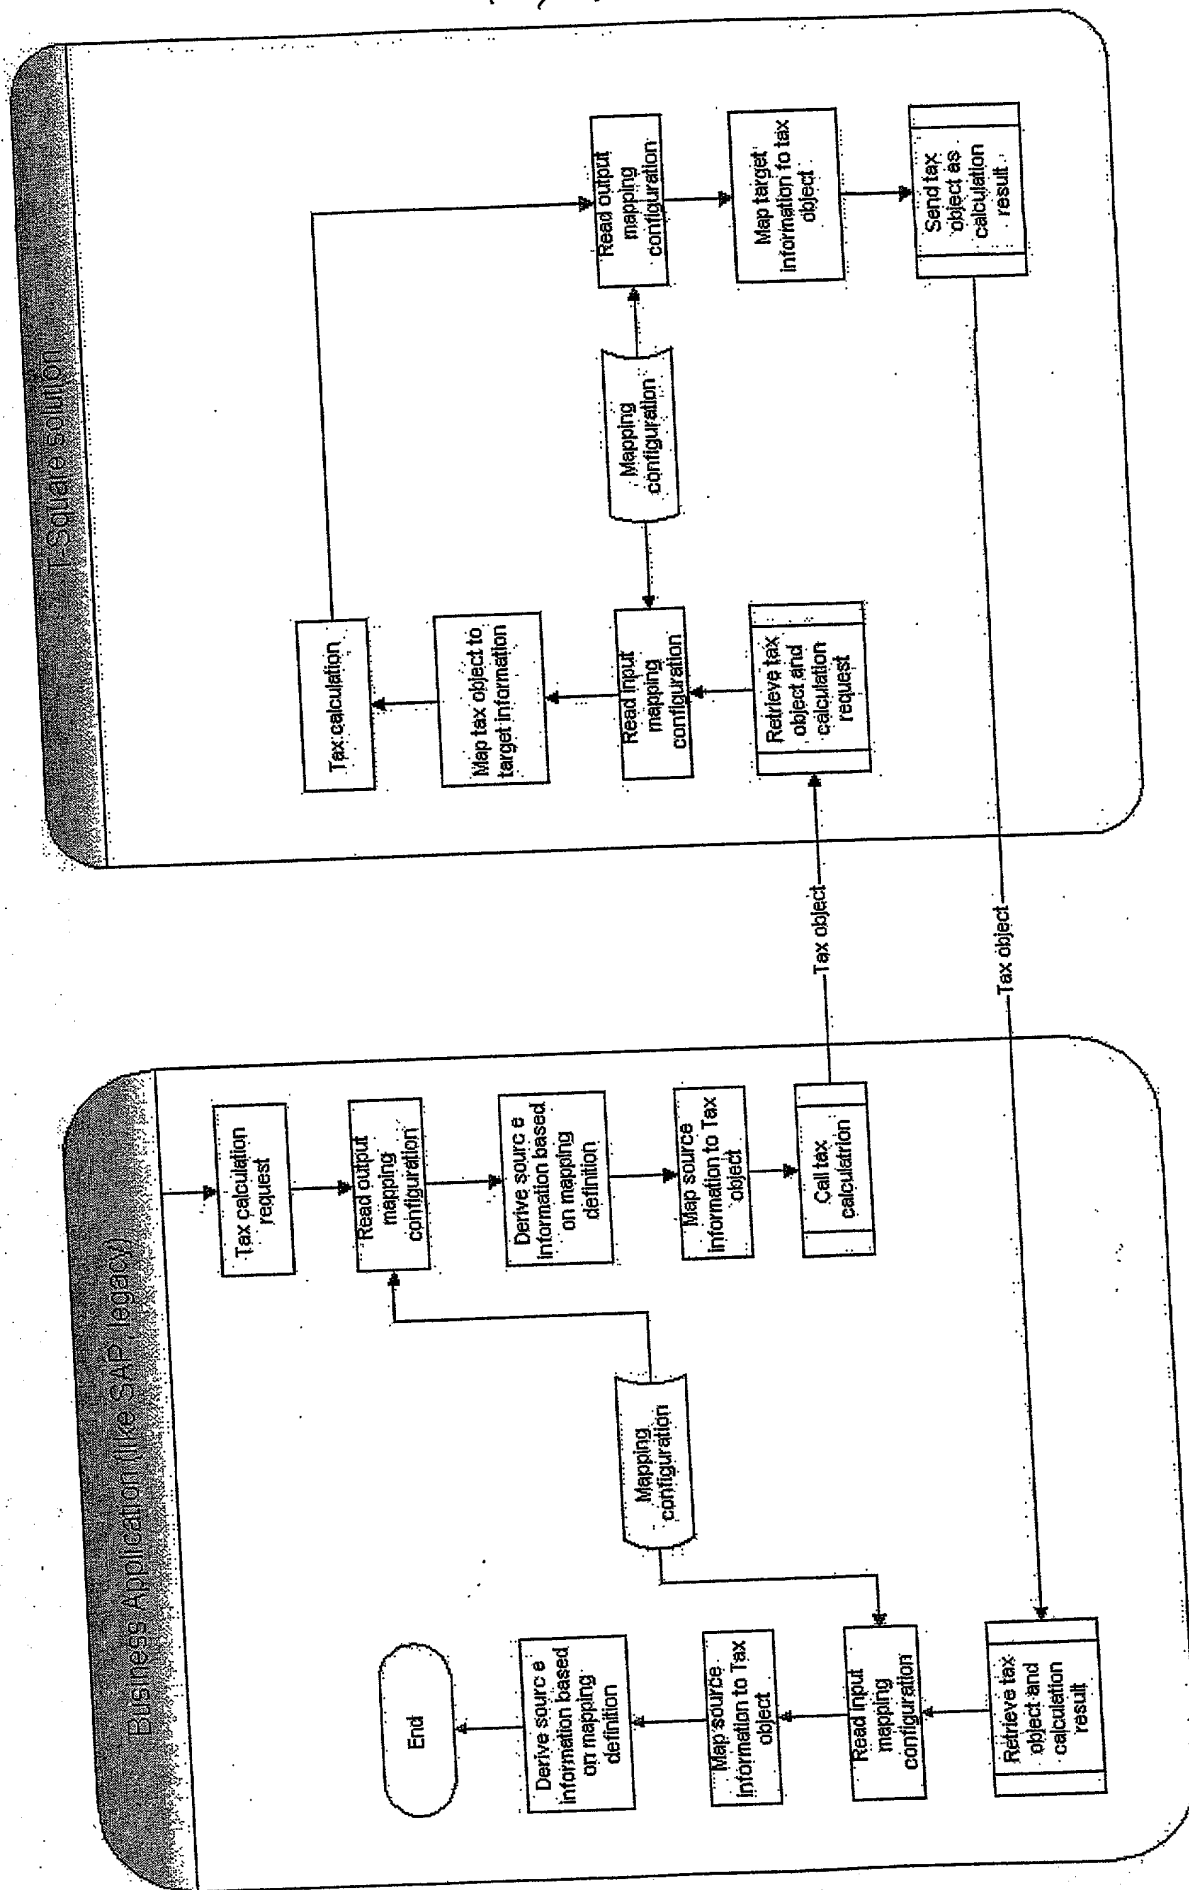 Business Application (like SAP, legacy)
Tax calculation
request
Read output
mapping
configuration
Derive sourc e
information based
on mapping
definition
Map source
information to Tax
object
Call tax
calculatrion
Mapping
configuration
End
Derive sourc e
information based
on mapping
definition
Map source
information to Tax
object
Read input
mapping
configuration
Retrieve tax
object and
calculation
result
Tax object
Tax object
T-Square solution
Tax calculation
Map tax object to
target information
Read input
mapping
configuration
Retrieve tax
object and
calculation
request
Mapping
configuration
Read output
mapping
configuration
Map target
information to tax
object
Send tax
object as
calculation
result